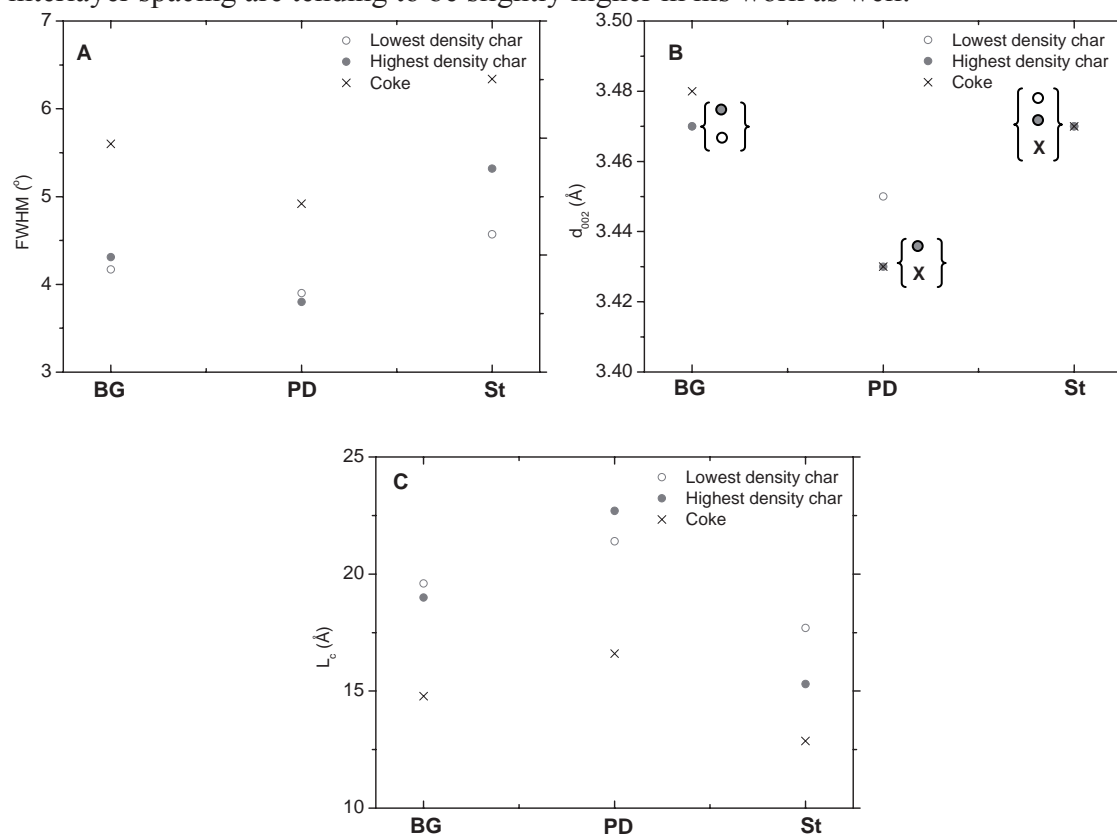 interlayer spacing are tending to be slightly higher in his work as well.
A
Lowest density char
Highest density char
Coke
FWHM (°)
7
6
5
4
3
BG
PD
St
B
Lowest density char
Highest density char
Coke
d002 (Å)
3.50
3.48
3.46
3.44
3.42
3.40
X
X
BG
PD
St
C
Lowest density char
Highest density char
Coke
Lc (Å)
25
20
15
10
BG
PD
St